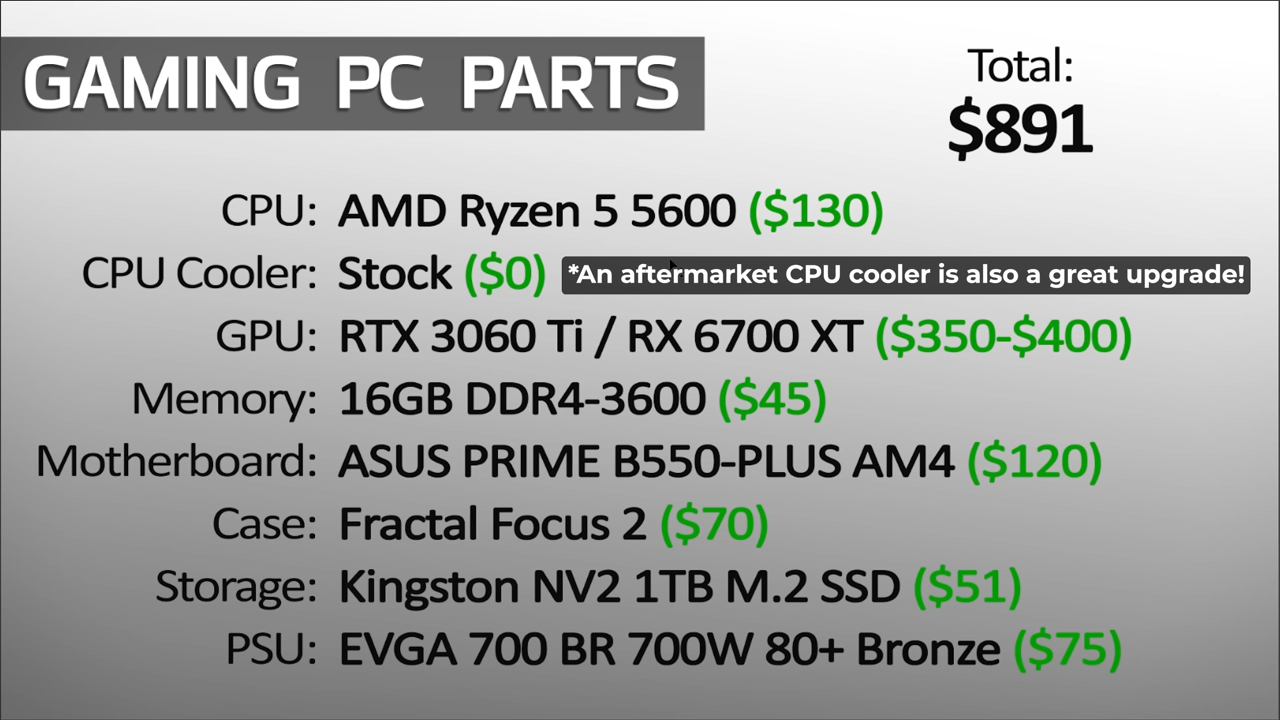 GAMING PC PARTS
Total:
$891
CPU: AMD Ryzen 5 5600 ($130)
CPU Cooler: Stock ($0) *An aftermarket CPU cooler is also a great upgrade!
GPU: RTX 3060 Ti / RX 6700 XT ($350-$400)
Memory: 16GB DDR4-3600 ($45)
Motherboard: ASUS PRIME B550-PLUS AM4 ($120)
Case: Fractal Focus 2 ($70)
Storage: Kingston NV2 1TB M.2 SSD ($51)
PSU: EVGA 700 BR 700W 80+ Bronze ($75)